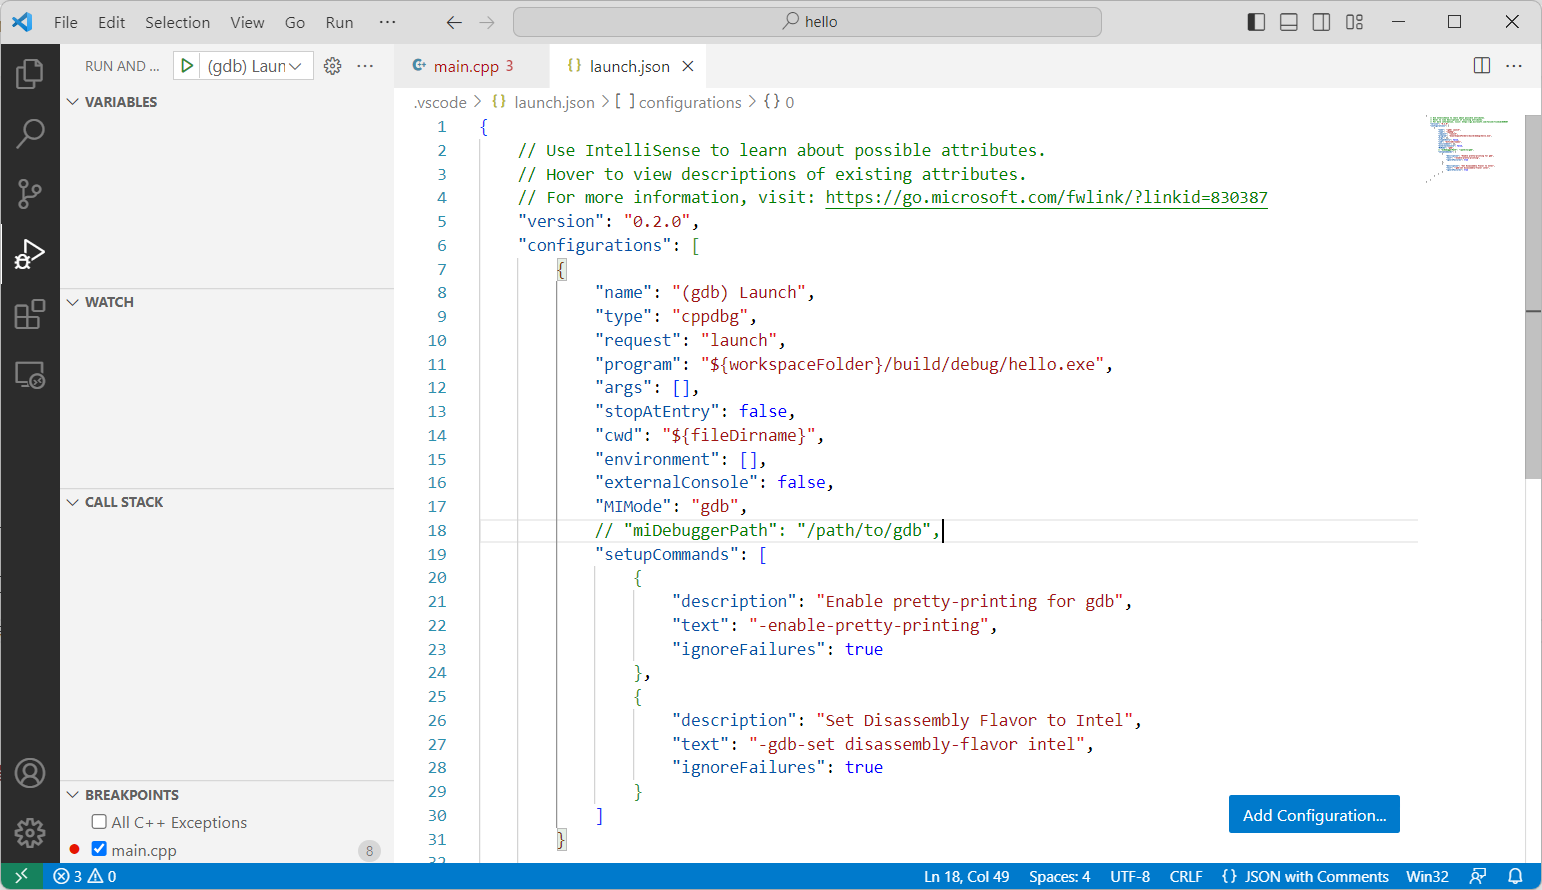 File Edit Selection View Go Run ··· hello
RUN AND ... (gdb) Laun ···
main.cpp 3 launch.json ···
.vscode > {} launch.json > [ ] configurations > {} 0
VARIABLES
WATCH
CALL STACK
BREAKPOINTS
All C++ Exceptions
main.cpp 8
1 {
2 // Use IntelliSense to learn about possible attributes.
3 // Hover to view descriptions of existing attributes.
4 // For more information, visit: https://go.microsoft.com/fwlink/?linkid=830387
5 "version": "0.2.0",
6 "configurations": [
7 {
8 "name": "(gdb) Launch",
9 "type": "cppdbg",
10 "request": "launch",
11 "program": "${workspaceFolder}/build/debug/hello.exe",
12 "args": [],
13 "stopAtEntry": false,
14 "cwd": "${fileDirname}",
15 "environment": [],
16 "externalConsole": false,
17 "MIMode": "gdb",
18 // "miDebuggerPath": "/path/to/gdb",
19 "setupCommands": [
20 {
21 "description": "Enable pretty-printing for gdb",
22 "text": "-enable-pretty-printing",
23 "ignoreFailures": true
24 },
25 {
26 "description": "Set Disassembly Flavor to Intel",
27 "text": "-gdb-set disassembly-flavor intel",
28 "ignoreFailures": true
29 }
30 ]
31 }
Add Configuration...
3 0 Ln 18, Col 49 Spaces: 4 UTF-8 CRLF {} JSON with Comments Win32